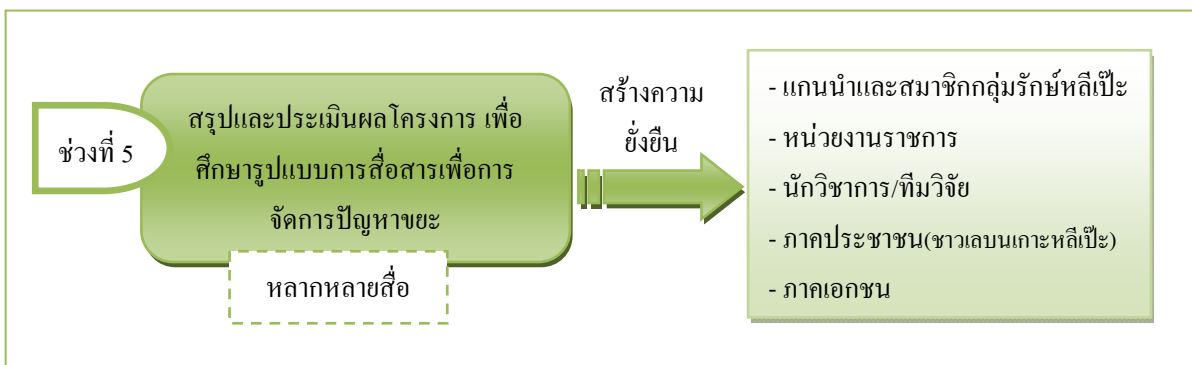 ช่วงที่ 5
สรุปและประเมินผลโครงการ เพื่อ
ศึกษารูปแบบการสื่อสารเพื่อการ
จัดการปัญหาขยะ
หลากหลายสื่อ
สร้างความ
ยั่งยืน
- แกนนำและสมาชิกกลุ่มรักษ์หลีเป๊ะ
- หน่วยงานราชการ
- นักวิชาการ/ทีมวิจัย
- ภาคประชาชน(ชาวเลบนเกาะหลีเป๊ะ)
- ภาคเอกชน